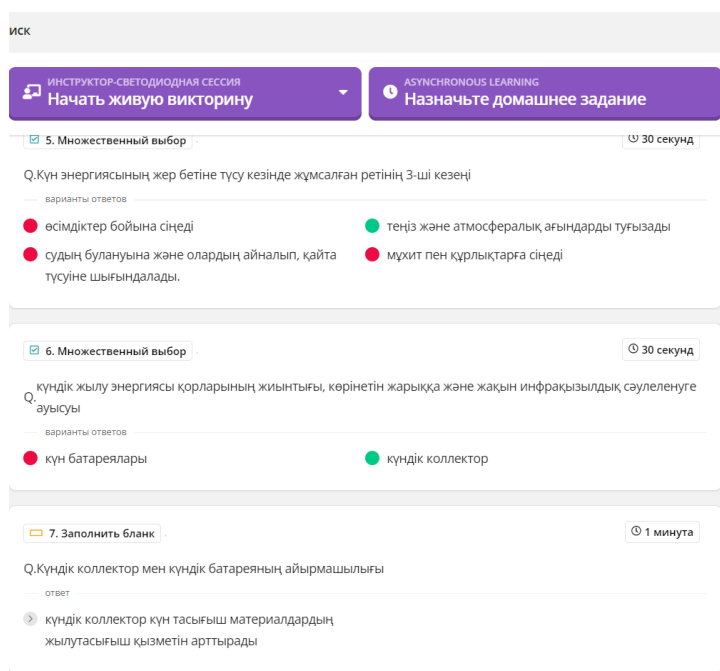 иск
ИНСТРУКТОР-СВЕТОДИОДНАЯ СЕССИЯ
Начать живую викторину
ASYNCHRONOUS LEARNING
Назначьте домашнее задание
5. Множественный выбор
30 секунд
Q.Күн энергиясының жер бетіне түсу кезінде жұмсалған ретінің 3-ші кезеңі
варианты ответов
өсімдіктер бойына сіңеді
теңіз және атмосфералық ағындарды туғызады
судың булануына және олардың айналып, қайта
түсуіне шығындалады.
мұхит пен құрлықтарға сіңеді
6. Множественный выбор
30 секунд
Q. күндік жылу энергиясы қорларының жиынтығы, көрінетін жарыққа және жақын инфрақызылдық сәулеленуге
ауысуы
варианты ответов
күн батареялары
күндік коллектор
7. Заполнить бланк
1 минута
Q.Күндік коллектор мен күндік батареяның айырмашылығы
ответ
күндік коллектор күн тасығыш материалдардың
жылутасығыш қызметін арттырады